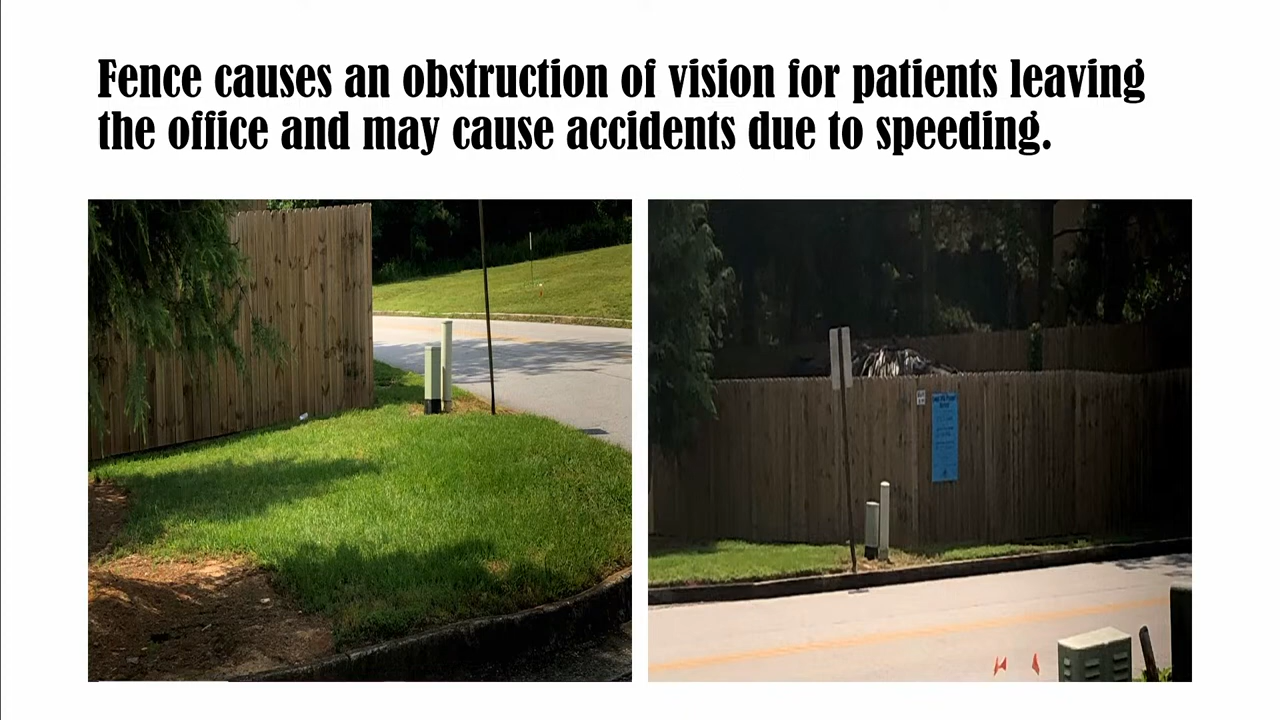 Fence causes an obstruction of vision for patients leaving
the office and may cause accidents due to speeding.